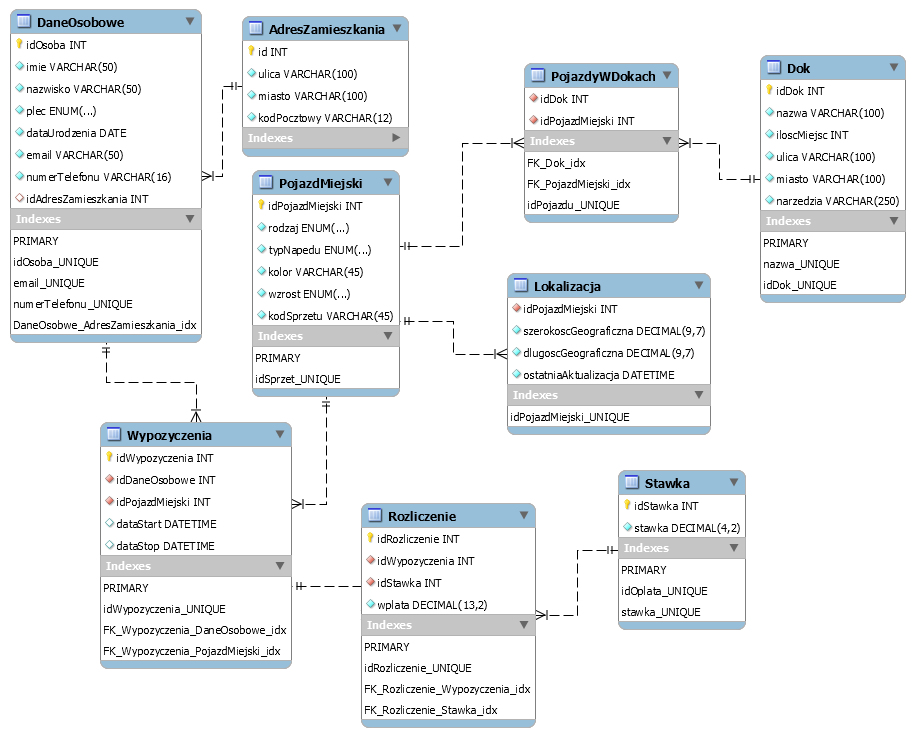 DaneOsobowe
idOsoba INT
imie VARCHAR(50)
nazwisko VARCHAR(50)
plec ENUM(...)
dataUrodzenia DATE
email VARCHAR(50)
numerTelefonu VARCHAR(16)
idAdresZamieszkania INT
Indexes
PRIMARY
idOsoba_UNIQUE
email_UNIQUE
numerTelefonu_UNIQUE
DaneOsobowe_AdresZamieszkania_idx
AdresZamieszkania
id INT
ulica VARCHAR(100)
miasto VARCHAR(100)
kodPocztowy VARCHAR(12)
Indexes
PojazdMiejski
idPojazdMiejski INT
rodzaj ENUM(...)
typNapedu ENUM(...)
kolor VARCHAR(45)
wzrost ENUM(...)
kodSprzetu VARCHAR(45)
Indexes
PRIMARY
idSprzet_UNIQUE
PojazdyWDokach
idDok INT
idPojazdMiejski INT
Indexes
FK_Dok_idx
FK_PojazdMiejski_idx
idPojazdu_UNIQUE
Dok
idDok INT
nazwa VARCHAR(100)
iloscMiejsc INT
ulica VARCHAR(100)
miasto VARCHAR(100)
narzedzia VARCHAR(250)
Indexes
PRIMARY
nazwa_UNIQUE
idDok_UNIQUE
Lokalizacja
idPojazdMiejski INT
szerokoscGeograficzna DECIMAL(9,7)
dlugoscGeograficzna DECIMAL(9,7)
ostatniaAktualizacja DATETIME
Indexes
idPojazdMiejski_UNIQUE
Wypozyczenia
idWypozyczenia INT
idDaneOsobowe INT
idPojazdMiejski INT
dataStart DATETIME
dataStop DATETIME
Indexes
PRIMARY
idWypozyczenia_UNIQUE
FK_Wypozyczenia_DaneOsobowe_idx
FK_Wypozyczenia_PojazdMiejski_idx
Rozliczenie
idRozliczenie INT
idWypozyczenia INT
idStawka INT
wplata DECIMAL(13,2)
Indexes
PRIMARY
idRozliczenie_UNIQUE
FK_Rozliczenie_Wypozyczenia_idx
FK_Rozliczenie_Stawka_idx
Stawka
idStawka INT
stawka DECIMAL(4,2)
Indexes
PRIMARY
idOplata_UNIQUE
stawka_UNIQUE